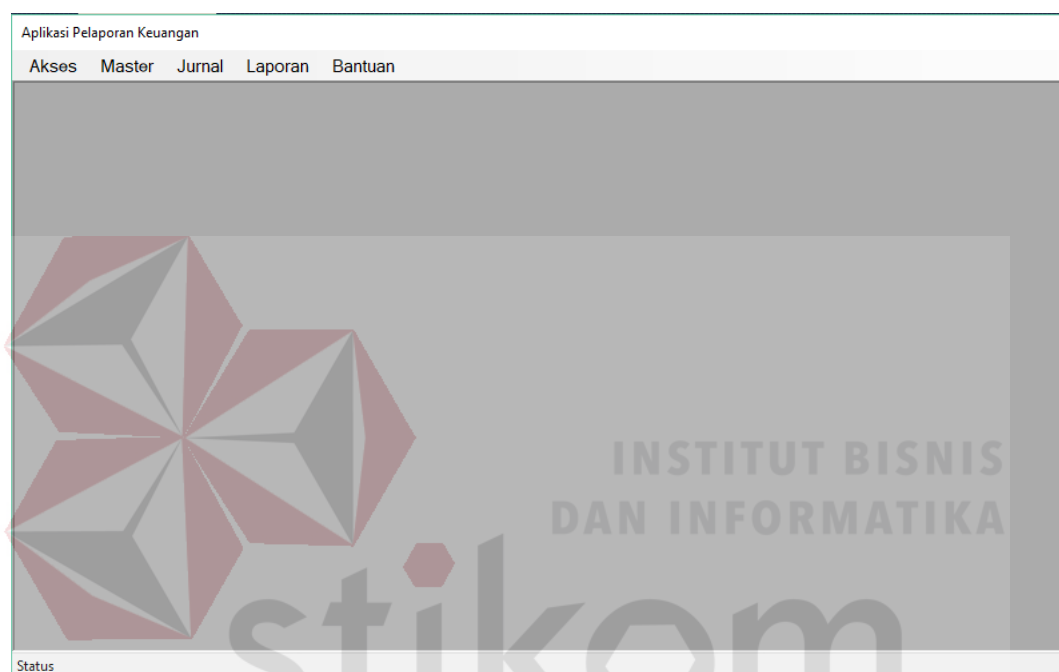 Aplikasi Pelaporan Keuangan
Akses Master Jurnal Laporan Bantuan
INSTITUT BISNIS
DAN INFORMATIKA
stikom
Status